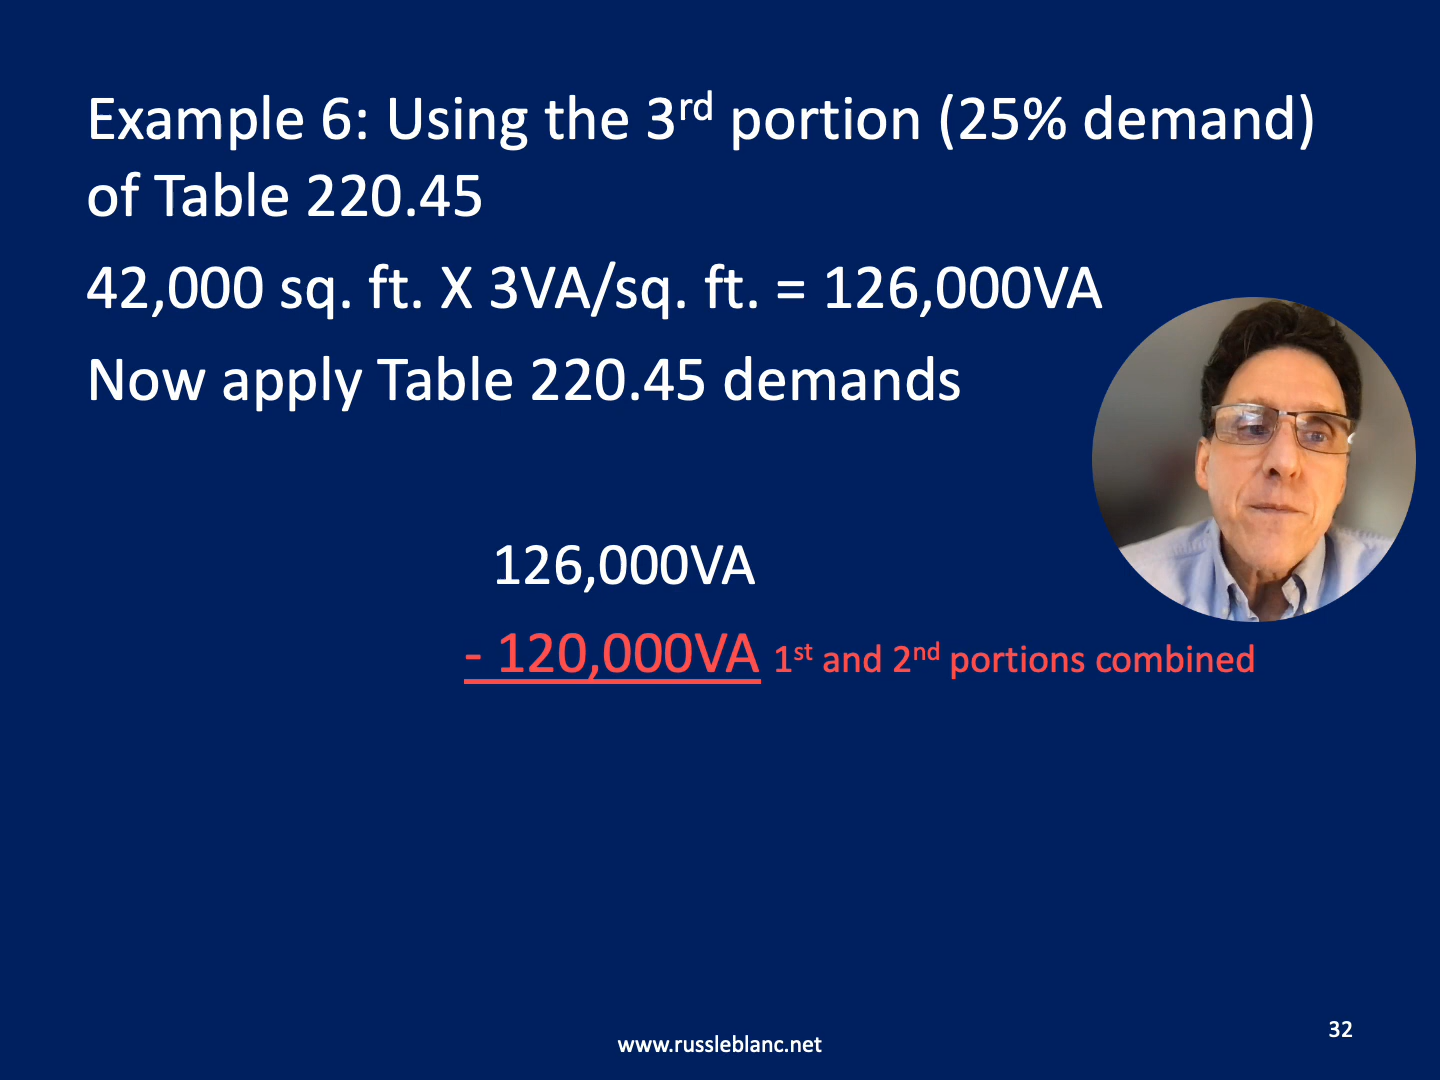 Example 6: Using the 3rd portion (25% demand)
of Table 220.45
42,000 sq. ft. X 3VA/sq. ft. = 126,000VA
Now apply Table 220.45 demands
126,000VA
- 120,000VA 1st and 2nd portions combined
32
www.russleblanc.net